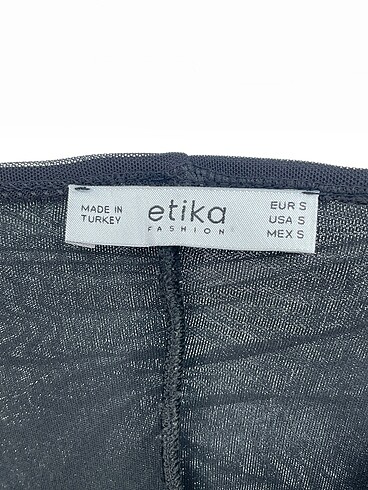 MADE IN
TURKEY
etika
FASHION
EUR S
USA S
MEX S